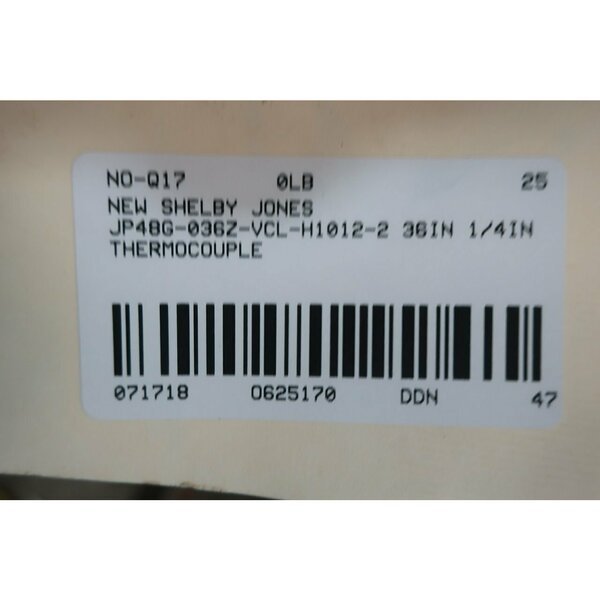 NO-Q17 0LB 25
NEW SHELBY JONES
JP48G-036Z-VCL-H1012-2 36IN 1/4IN
THERMOCOUPLE
071718 0625170 DDN 47